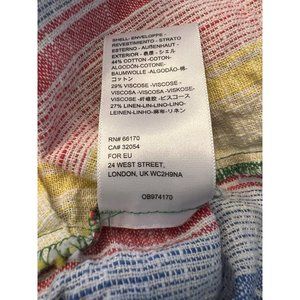 SHELL- ENVELOPPE-
REVESTIMIENTO - STRATO
ESTERNO - AUßENHAUT -
EXTERIOR - 表層 - シェル
44% COTTON -COTON-
ALGODÓN-COTONE-
BAUMWOLLE -ALGODÃO-棉-
コットン
29% VISCOSE -VISCOSE-
VISCOSA -VISCOSA -VISKOSE-
VISCOSE -纤维胶 -ビスコース-
27% LINEN-LIN-LINO-LINO-
LEINEN-LINHO-麻布-リネン
RN# 66170
CA# 32054
FOR EU
24 WEST STREET,
LONDON, UK WC2H9NA
OB974170